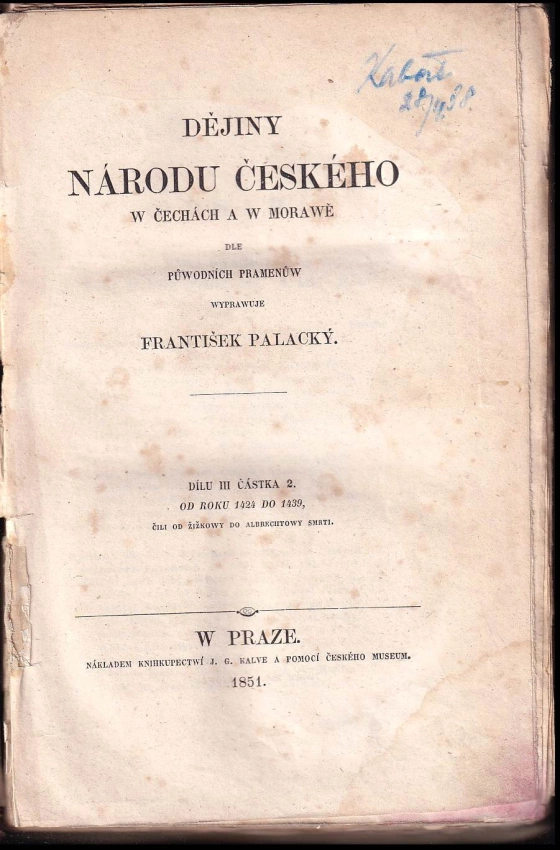 DĚJINY
NÁRODU ČESKÉHO
W ČECHÁCH A W MORAWĚ
DLE
PŮWODNÍCH PRAMENŮW
WYPRAWUJE
FRANTIŠEK PALACKÝ.
DÍLU III ČÁSTKA 2.
OD ROKU 1424 DO 1439,
ČILI OD ŽIŽKOWY DO ALBRECHTOWY SMRTI.
W PRAZE.
NÁKLADEM KNIHKUPECTWÍ J. G. KALVE A POMOCÍ ČESKÉHO MUSEUM.
1851.